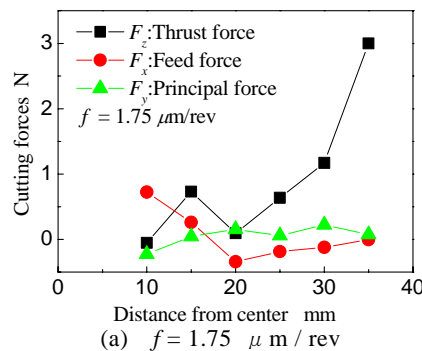 Cutting forces N
F_z:Thrust force
F_x:Feed force
F_y:Principal force
f = 1.75 μm/rev
3
2
1
0
0 10 20 30 40
Distance from center mm
(a) f = 1.75 μ m / rev